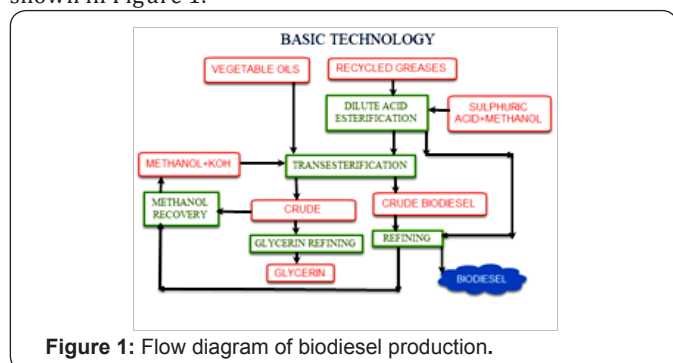 shown in Figure 1.
BASIC TECHNOLOGY
VEGETABLE OILS
RECYCLED GREASES
DILUTE ACID
ESTERIFICATION
SULPHURIC
ACID+METHANOL
METHANOL+KOH
TRANSESTERIFICATION
METHANOL
RECOVERY
CRUDE
CRUDE BIODIESEL
GLYCERIN REFINING
REFINING
GLYCERIN
BIODIESEL
Figure 1: Flow diagram of biodiesel production.